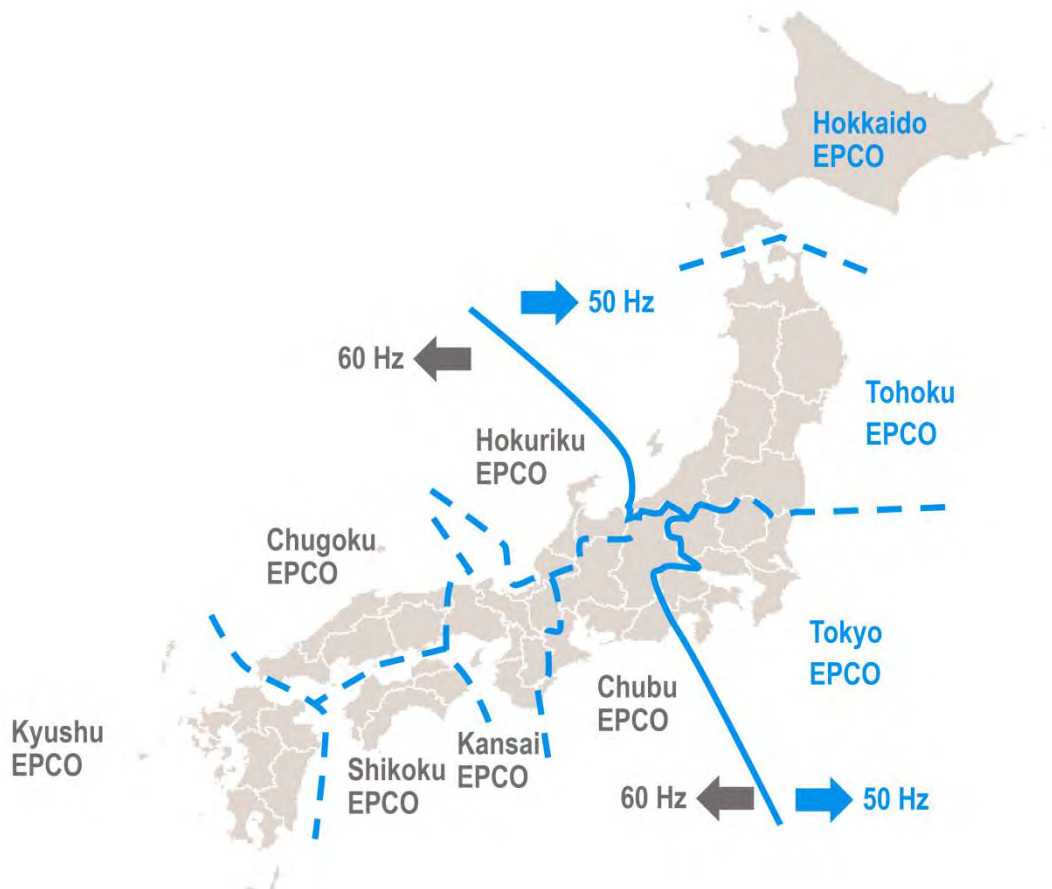 Hokkaido
EPCO
50 Hz
60 Hz
Tohoku
EPCO
Hokuriku
EPCO
Chugoku
EPCO
Tokyo
EPCO
Chubu
EPCO
Kyushu
EPCO
Kansai
EPCO
Shikoku
EPCO
60 Hz
50 Hz